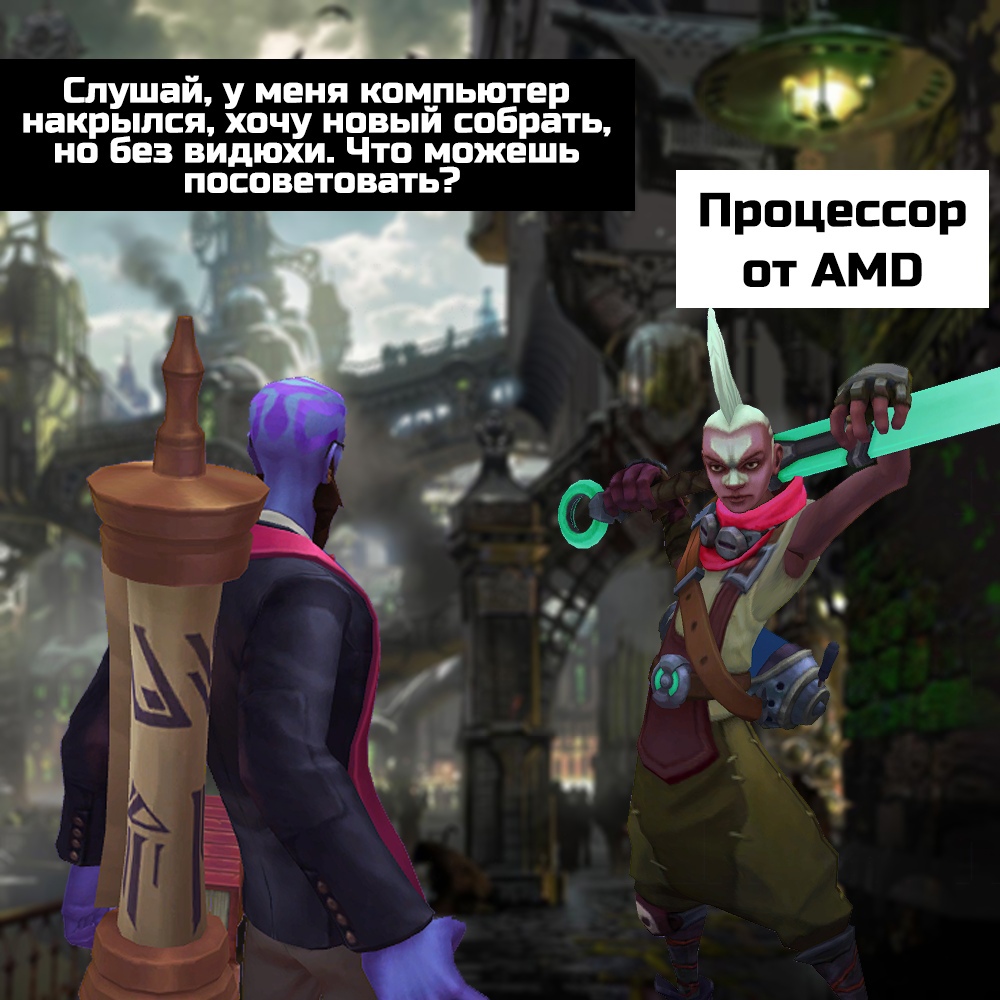 Слушай, у меня компьютер
накрылся, хочу новый собрать,
но без видюхи. Что можешь
посоветовать?
Процессор
от AMD